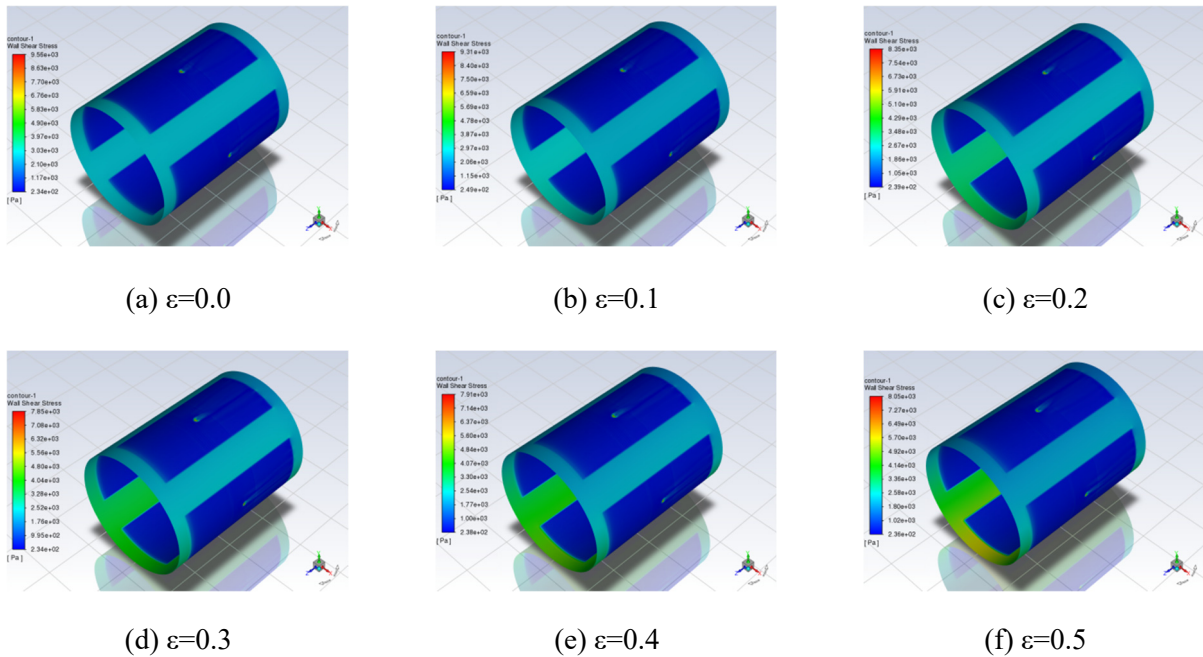 contour-1
Wall Shear Stress
9.56e+03
8.63e+03
7.70e+03
6.76e+03
5.83e+03
4.90e+03
3.97e+03
3.03e+03
2.10e+03
1.17e+03
2.34e+02
[ Pa ]
(a) ε=0.0
contour-1
Wall Shear Stress
9.31e+03
8.40e+03
7.50e+03
6.59e+03
5.69e+03
4.78e+03
3.87e+03
2.97e+03
2.06e+03
1.15e+03
2.49e+02
[ Pa ]
(b) ε=0.1
contour-1
Wall Shear Stress
8.35e+03
7.54e+03
6.73e+03
5.91e+03
5.10e+03
4.29e+03
3.48e+03
2.67e+03
1.86e+03
1.05e+03
2.39e+02
[ Pa ]
(c) ε=0.2
contour-1
Wall Shear Stress
7.85e+03
7.08e+03
6.32e+03
5.56e+03
4.80e+03
4.04e+03
3.28e+03
2.52e+03
1.76e+03
9.95e+02
2.34e+02
[ Pa ]
(d) ε=0.3
contour-1
Wall Shear Stress
7.91e+03
7.14e+03
6.37e+03
5.60e+03
4.84e+03
4.07e+03
3.30e+03
2.54e+03
1.77e+03
1.00e+03
2.38e+02
[ Pa ]
(e) ε=0.4
contour-1
Wall Shear Stress
8.05e+03
7.27e+03
6.49e+03
5.70e+03
4.92e+03
4.14e+03
3.36e+03
2.58e+03
1.80e+03
1.02e+03
2.36e+02
[ Pa ]
(f) ε=0.5